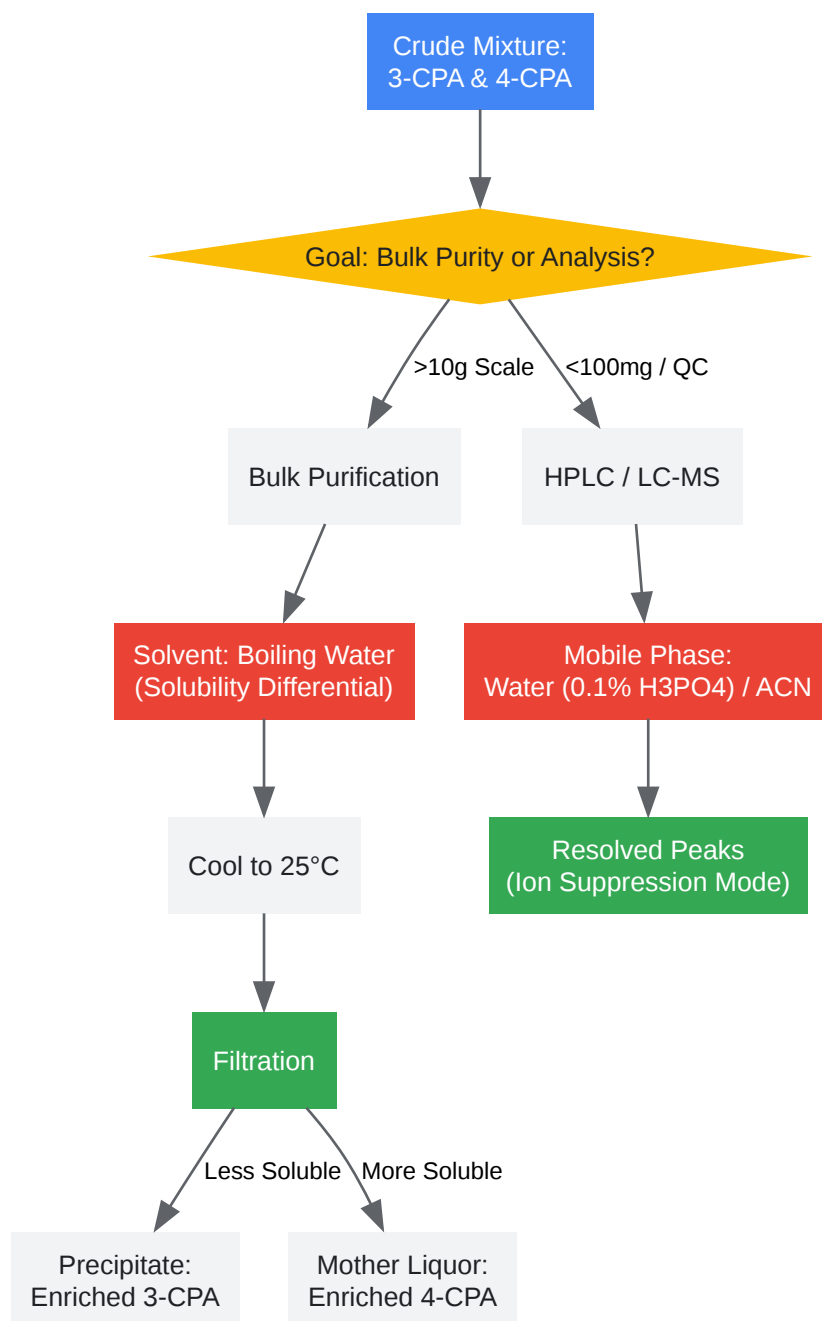 Crude Mixture:
3-CPA & 4-CPA
Goal: Bulk Purity or Analysis?
>10g Scale
<100mg / QC
Bulk Purification
HPLC / LC-MS
Solvent: Boiling Water
(Solubility Differential)
Mobile Phase:
Water (0.1% H3PO4) / ACN
Cool to 25°C
Resolved Peaks
(Ion Suppression Mode)
Filtration
Less Soluble
More Soluble
Precipitate:
Enriched 3-CPA
Mother Liquor:
Enriched 4-CPA